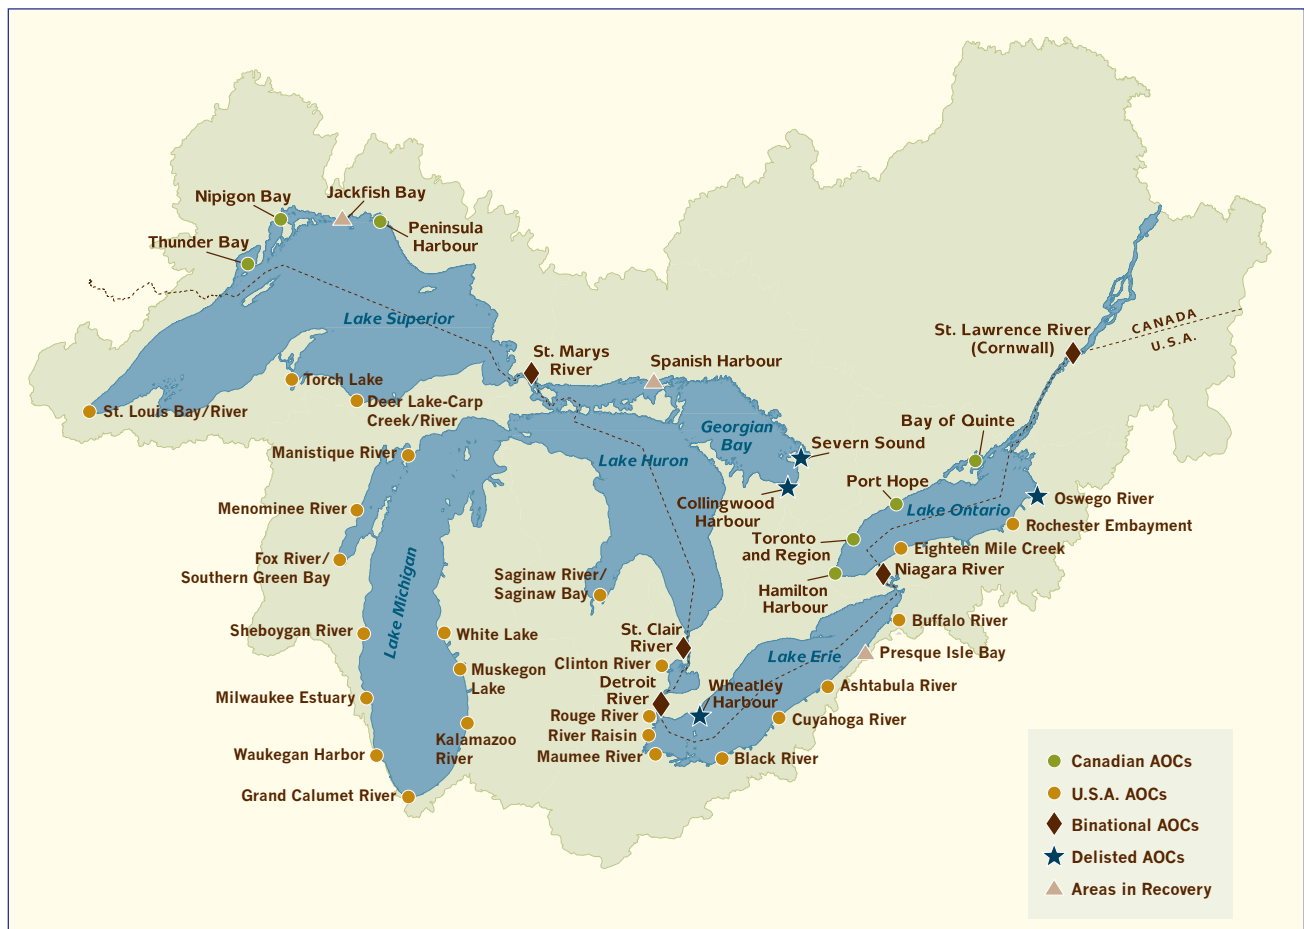 Nipigon Bay
Jackfish Bay
Peninsula
Harbour
Thunder Bay
Lake Superior
CANADA
U.S.A.
St. Lawrence River
(Cornwall)
St. Marys
River
Spanish Harbour
Torch Lake
St. Louis Bay/River
Deer Lake-Carp
Creek/River
Bay of Quinte
Georgian
Bay
Severn Sound
Manistique River
Lake Huron
Port Hope
Collingwood
Harbour
Oswego River
Menominee River
Lake Ontario
Rochester Embayment
Toronto
and Region
Eighteen Mile Creek
Fox River/
Southern Green Bay
Niagara River
Saginaw River/
Saginaw Bay
Hamilton
Harbour
Lake Michigan
Buffalo River
Sheboygan River
White Lake
St. Clair
River
Lake Erie
Presque Isle Bay
Clinton River
Muskegon
Lake
Detroit
River
Wheatley
Harbour
Ashtabula River
Milwaukee Estuary
Rouge River
Cuyahoga River
River Raisin
Kalamazoo
River
Waukegan Harbor
Maumee River
Black River
Grand Calumet River
Canadian AOCs
U.S.A. AOCs
Binational AOCs
Delisted AOCs
Areas in Recovery